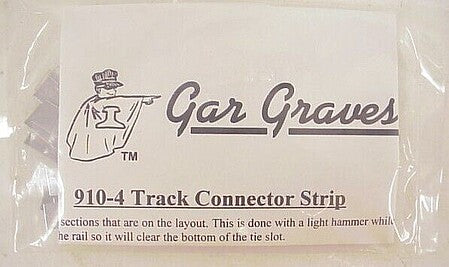 Gar Graves
TM
910-4 Track Connector Strip
sections that are on the layout. This is done with a light hammer while
he rail so it will clear the bottom of the tie slot.